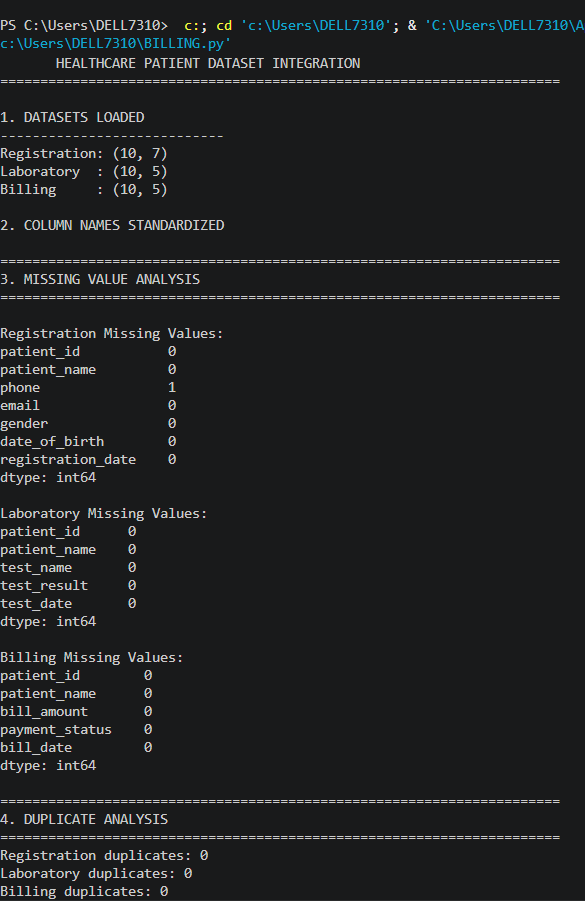 PS C:\Users\DELL7310>  c:; cd 'c:\Users\DELL7310'; & 'C:\Users\DELL7310\A
c:\Users\DELL7310\BILLING.py'
       HEALTHCARE PATIENT DATASET INTEGRATION
======================================================================
1. DATASETS LOADED
----------------------------
Registration: (10, 7)
Laboratory  : (10, 5)
Billing     : (10, 5)
2. COLUMN NAMES STANDARDIZED
======================================================================
3. MISSING VALUE ANALYSIS
======================================================================
Registration Missing Values:
patient_id           0
patient_name         0
phone                1
email                0
gender               0
date_of_birth        0
registration_date    0
dtype: int64
Laboratory Missing Values:
patient_id      0
patient_name    0
test_name       0
test_result     0
test_date       0
dtype: int64
Billing Missing Values:
patient_id        0
patient_name      0
bill_amount       0
payment_status    0
bill_date         0
dtype: int64
======================================================================
4. DUPLICATE ANALYSIS
======================================================================
Registration duplicates: 0
Laboratory duplicates: 0
Billing duplicates: 0